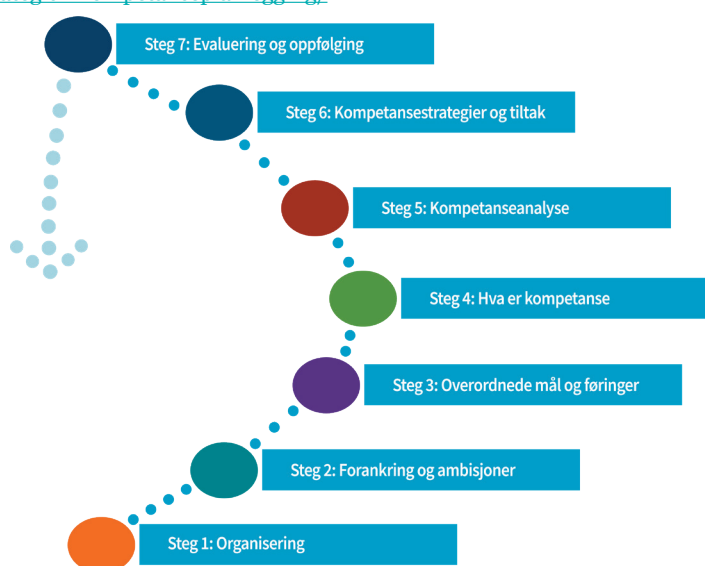 Steg 7: Evaluering og oppfølging
Steg 6: Kompetansestrategier og tiltak
Steg 5: Kompetanseanalyse
Steg 4: Hva er kompetanse
Steg 3: Overordnede mål og føringer
Steg 2: Forankring og ambisjoner
Steg 1: Organisering